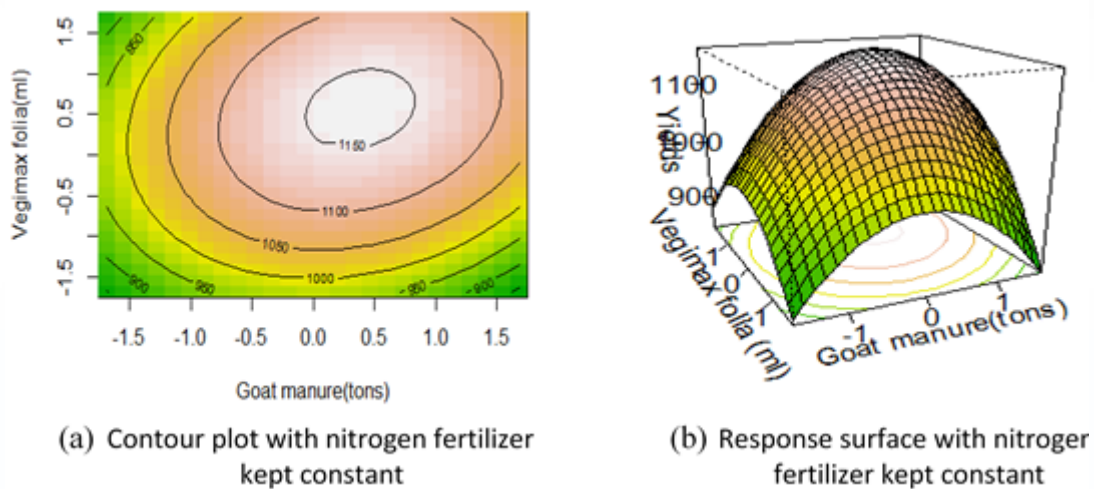 Vegimax folia(ml)
1.5
0.5
-0.5
-1.5
950
1150
1100
1050
1000
900
950
950
900
-1.5 -1.0 -0.5 0.0 0.5 1.0 1.5
Goat manure(tons)
(a) Contour plot with nitrogen fertilizer
kept constant
1100
1000
900
Yields
1
0
1
Vegimax folia (ml)
-1
0
1
Goat manure(tons)
(b) Response surface with nitroger
fertilizer kept constant